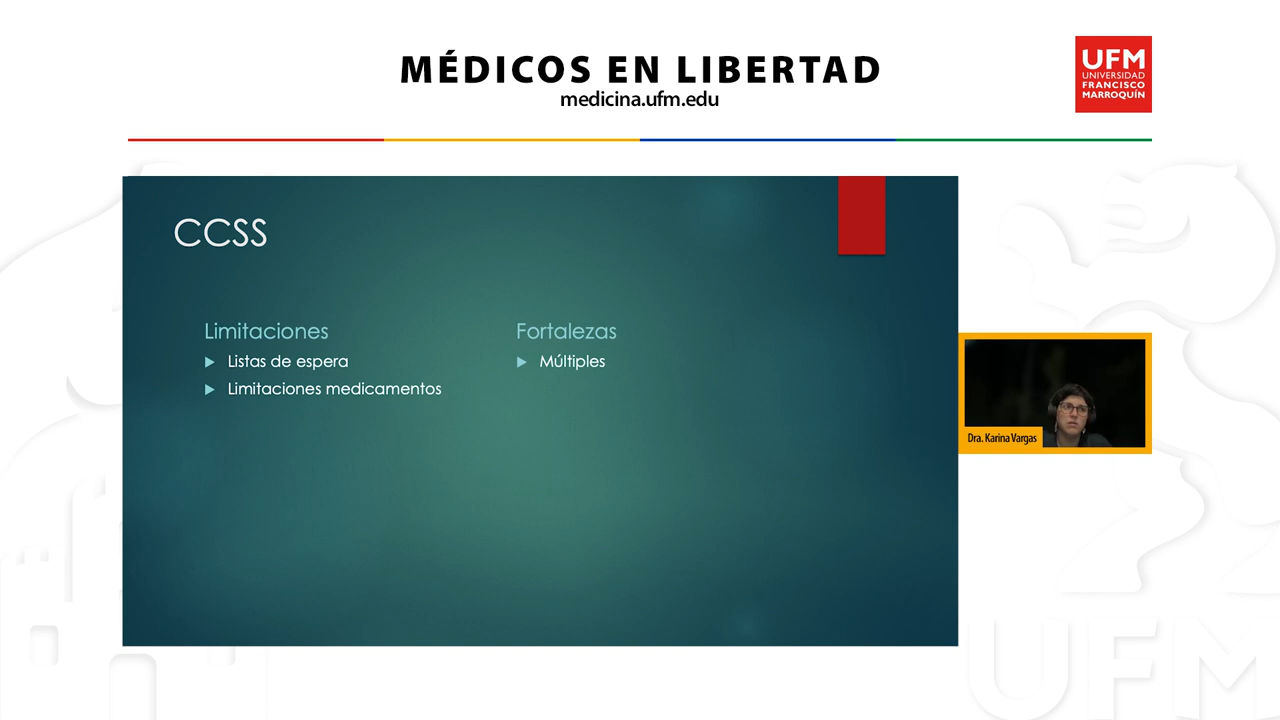 MÉDICOS EN LIBERTAD
medicina.ufm.edu
UFM
UNIVERSIDAD
FRANCISCO
MARROQUÍN
CCSS
Limitaciones
Listas de espera
Limitaciones medicamentos
Fortalezas
Múltiples
Dra. Karina Vargas
UFM